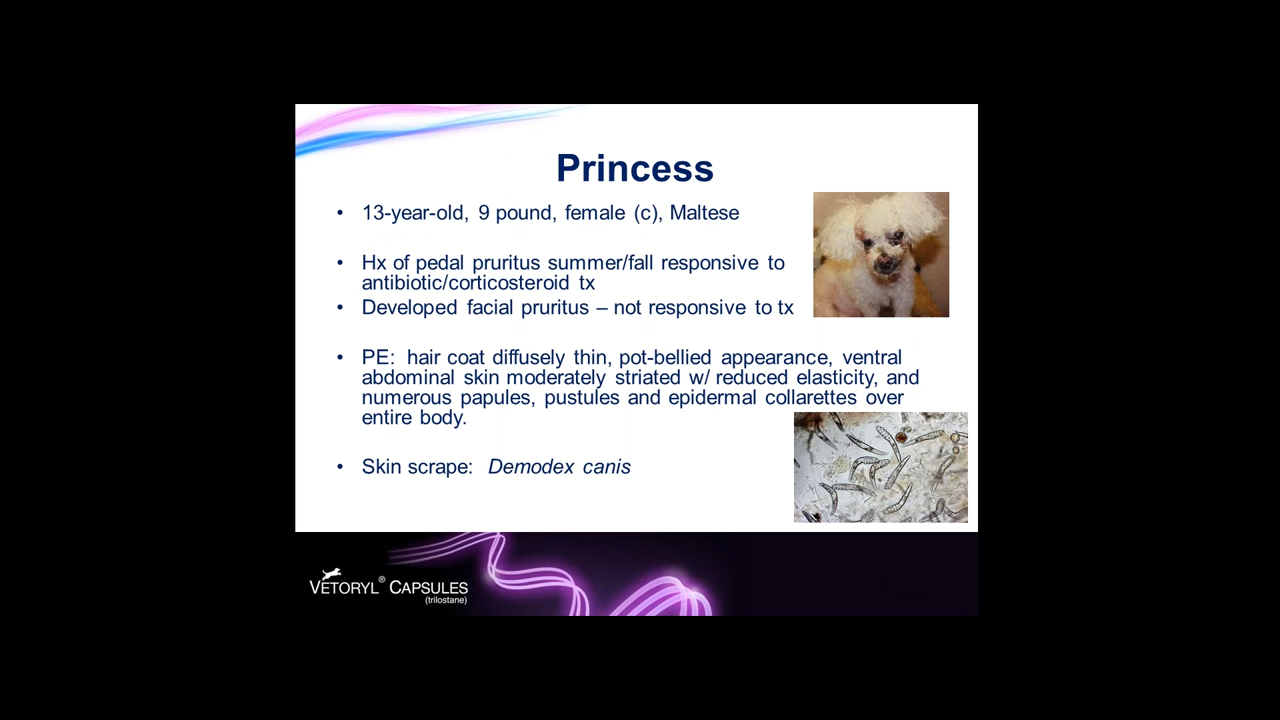 Princess
• 13-year-old, 9 pound, female (c), Maltese
• Hx of pedal pruritus summer/fall responsive to
antibiotic/corticosteroid tx
• Developed facial pruritus – not responsive to tx
• PE: hair coat diffusely thin, pot-bellied appearance, ventral
abdominal skin moderately striated w/ reduced elasticity, and
numerous papules, pustules and epidermal collarettes over
entire body.
• Skin scrape: Demodex canis
VETORYL® CAPSULES
(trilostane)